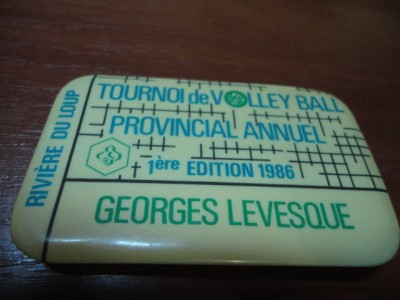 TOURNOI de VOLLEY BALL
PROVINCIAL ANNUEL
1ère EDITION 1986
GEORGES LEVESQUE
RIVIÈRE DU LOUP